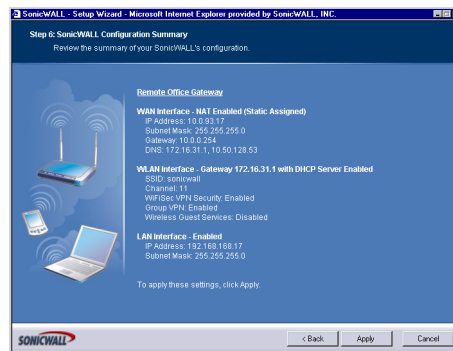 SonicWALL - Setup Wizard - Microsoft Internet Explorer provided by SonicWALL, INC.
Step 6: SonicWALL Configuration Summary
Review the summary of your SonicWALL's configuration.
Remote Office Gateway
WAN Interface - NAT Enabled (Static Assigned)
IP Address: 10.0.93.17
Subnet Mask: 255.255.255.0
Gateway: 10.0.0.254
DNS: 172.16.31.1, 10.50.128.53
WLAN Interface - Gateway 172.16.31.1 with DHCP Server Enabled
SSID: sonicwall
Channel: 11
WiFiSec VPN Security: Enabled
Group VPN: Enabled
Wireless Guest Services: Disabled
LAN Interface - Enabled
IP Address: 192.168.168.17
Subnet Mask: 255.255.255.0
To apply these settings, click Apply.
SONICWALL
< Back
Apply
Cancel